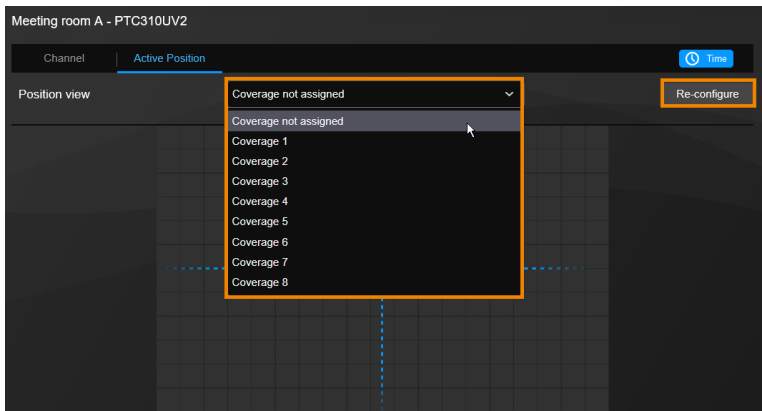 Meeting room A - PTC310UV2
Channel
Active Position
Time
Position view
Coverage not assigned
Re-configure
Coverage not assigned
Coverage 1
Coverage 2
Coverage 3
Coverage 4
Coverage 5
Coverage 6
Coverage 7
Coverage 8